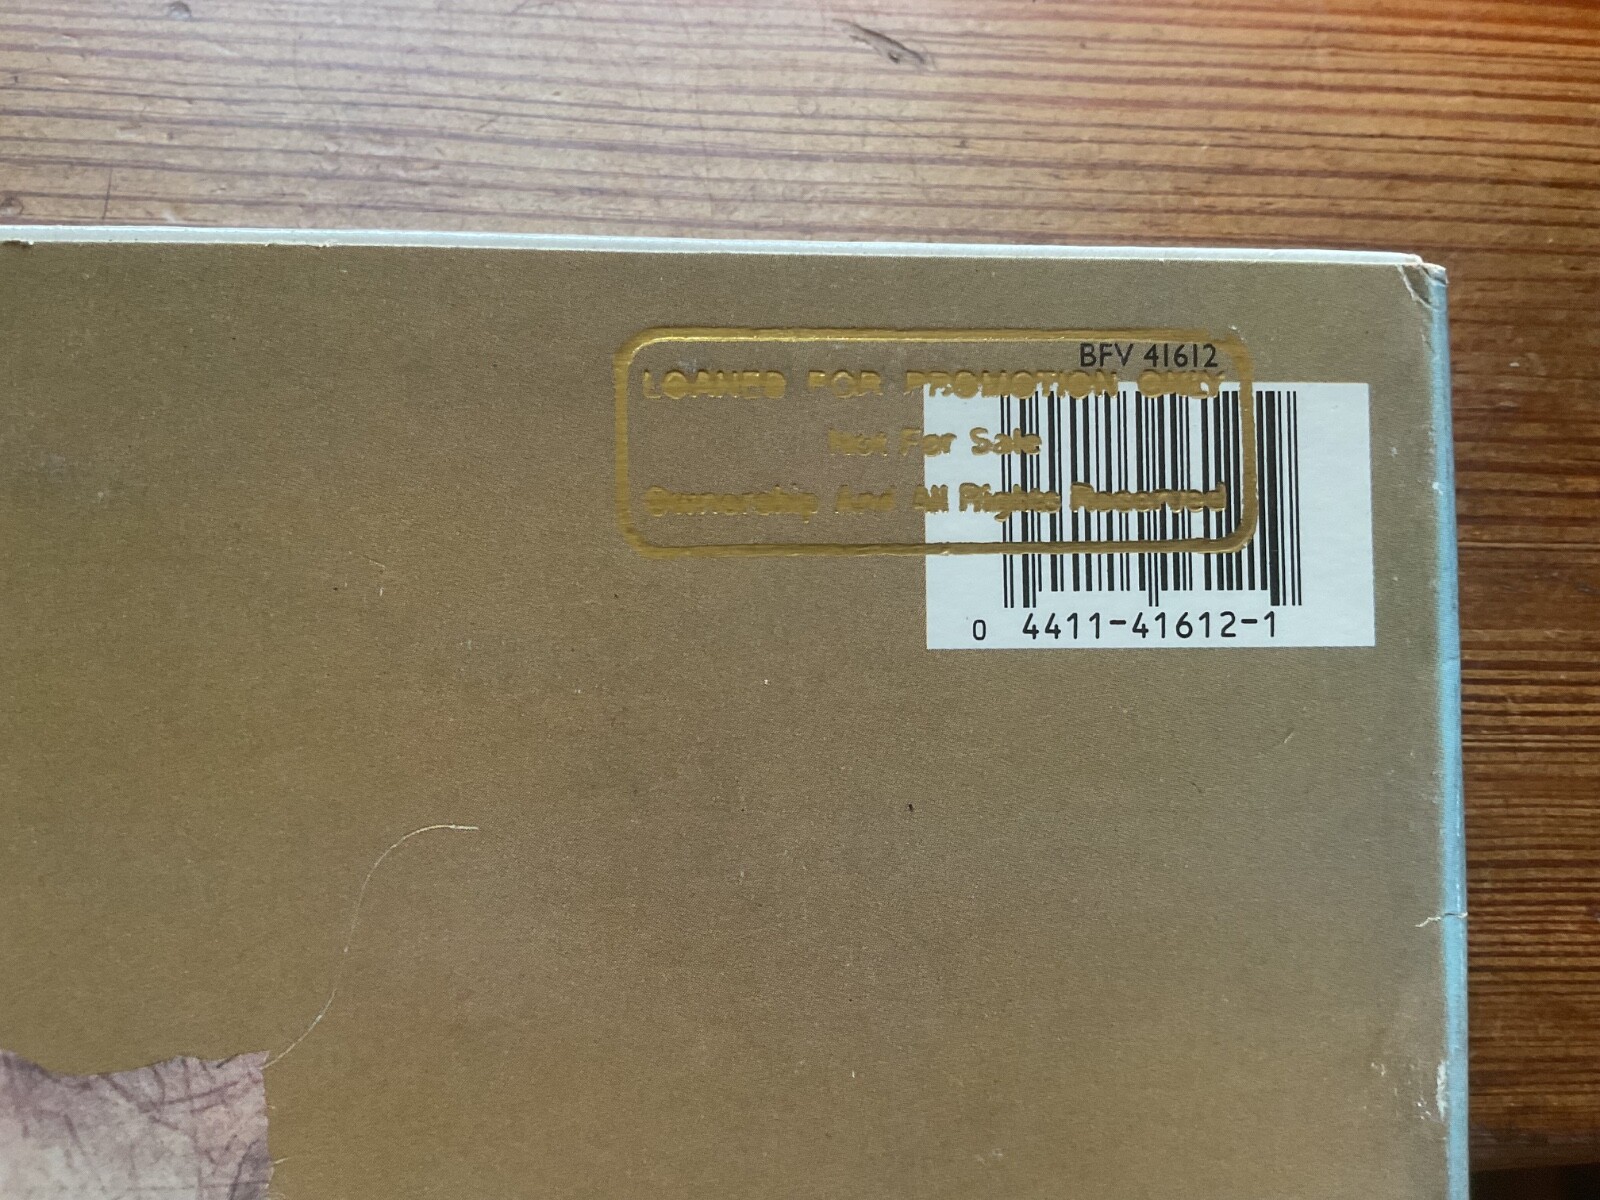 BFV 41612
LOANED FOR PROMOTION ONLY
Not For Sale
Ownership And All Rights Reserved
0 4411-41612-1